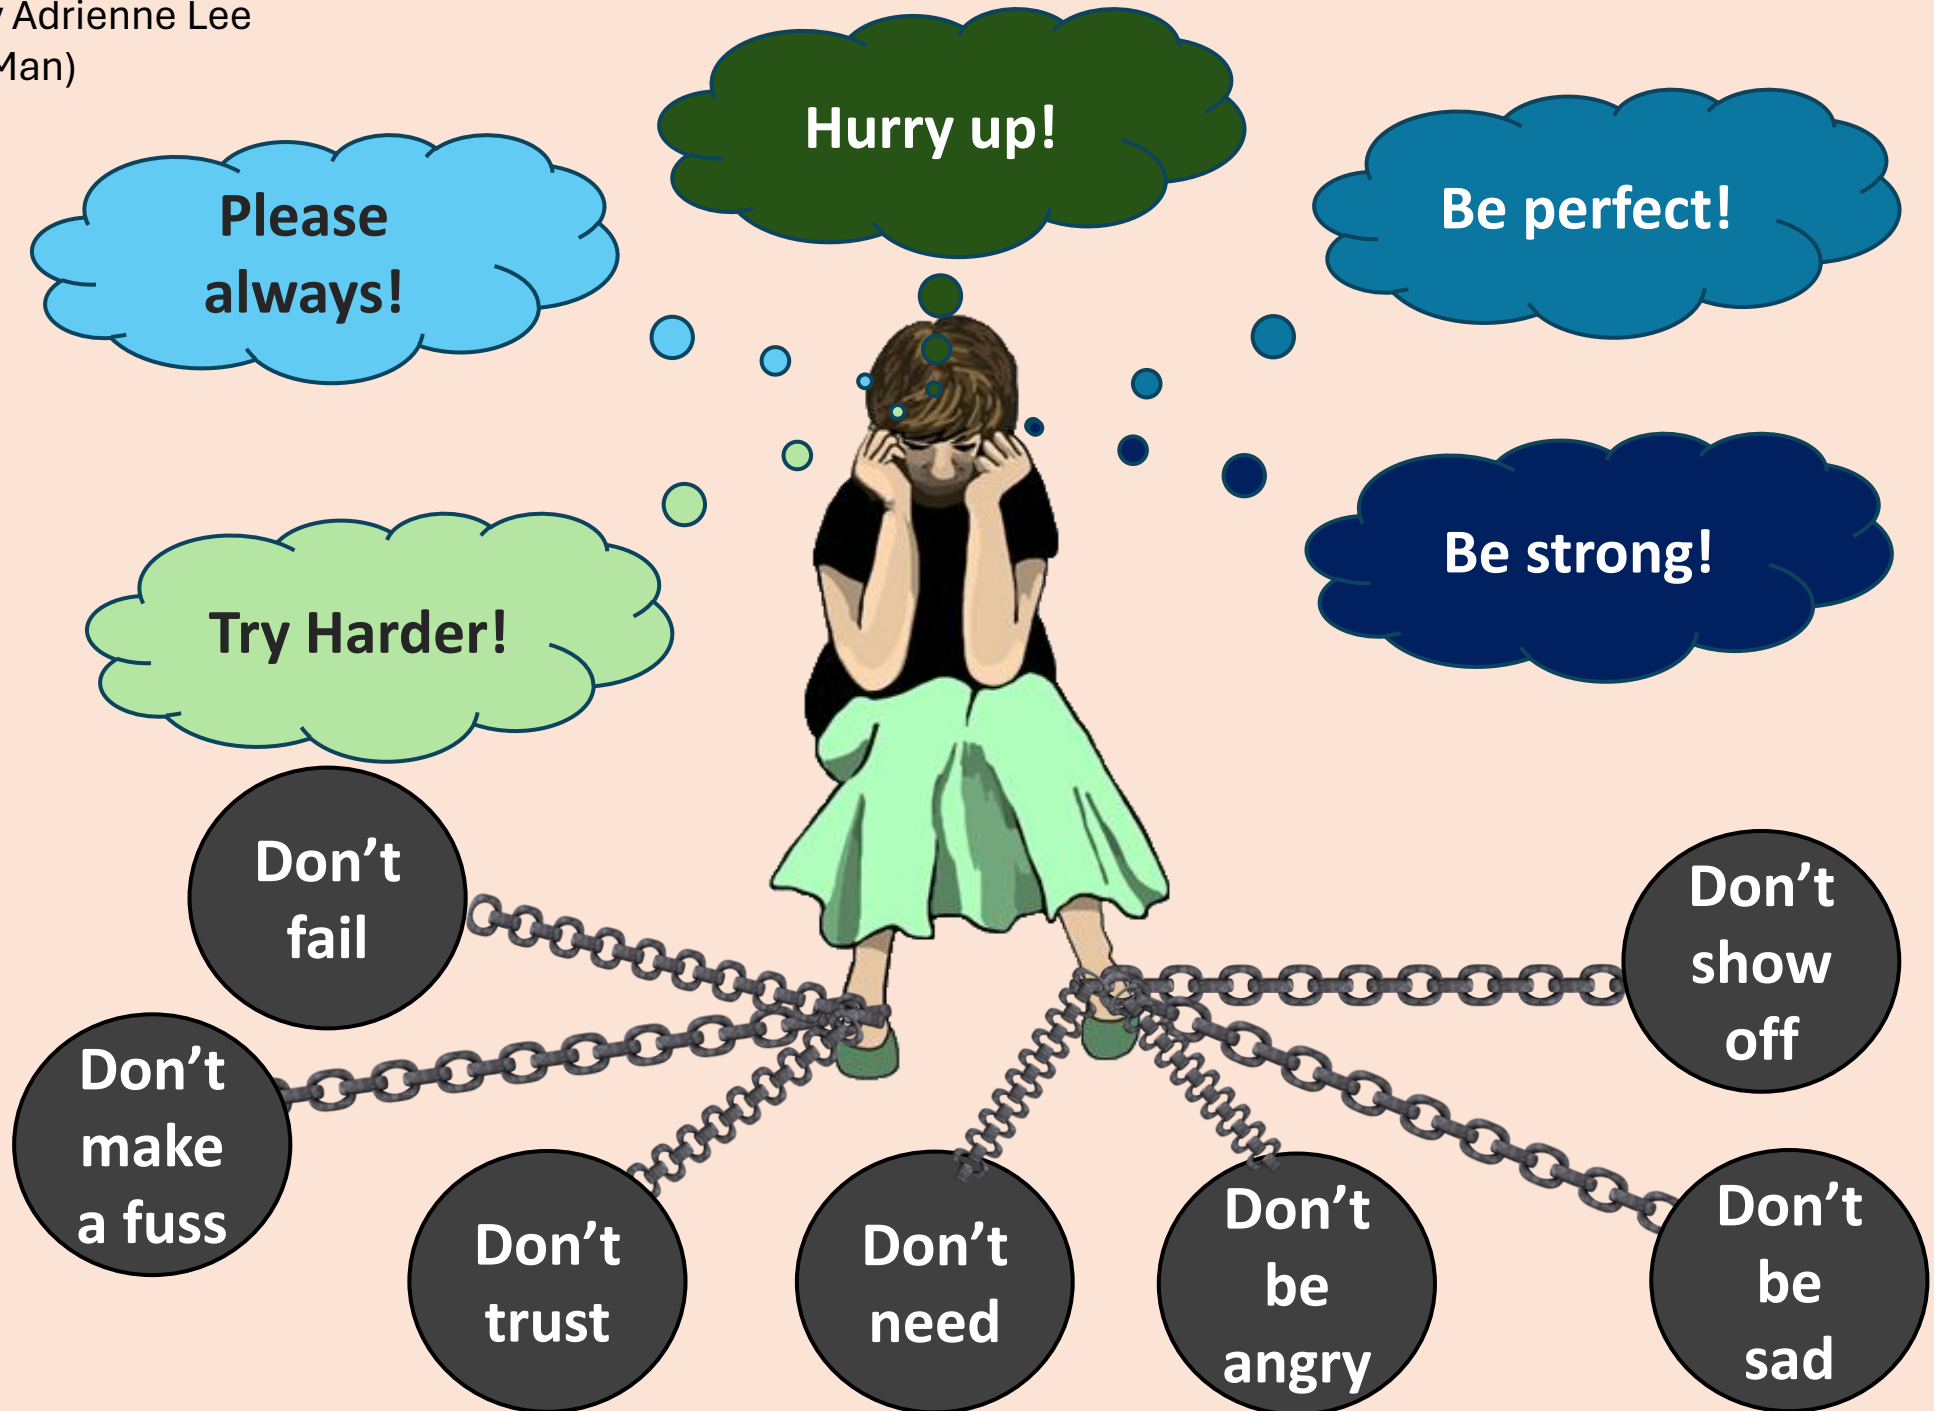 Adrienne Lee
Man)
Hurry up!
Please
always!
Be perfect!
Be strong!
Try Harder!
Don’t
fail
Don’t
show
off
Don’t
make
a fuss
Don’t
trust
Don’t
need
Don’t
be
angry
Don’t
be
sad